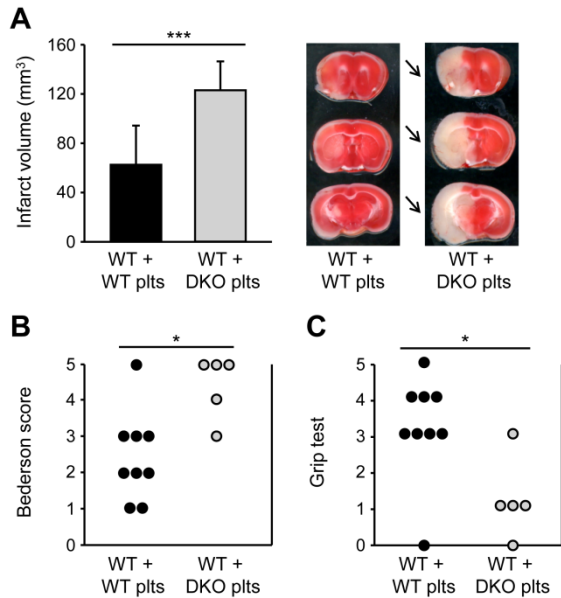 A
Infarct volume (mm³)
160
120
80
40
0
***
WT +
WT plts
WT +
DKO plts
WT +
WT plts
WT +
DKO plts
B
Bederson score
5
4
3
2
1
0
*
WT +
WT plts
WT +
DKO plts
C
Grip test
5
4
3
2
1
0
*
WT +
WT plts
WT +
DKO plts